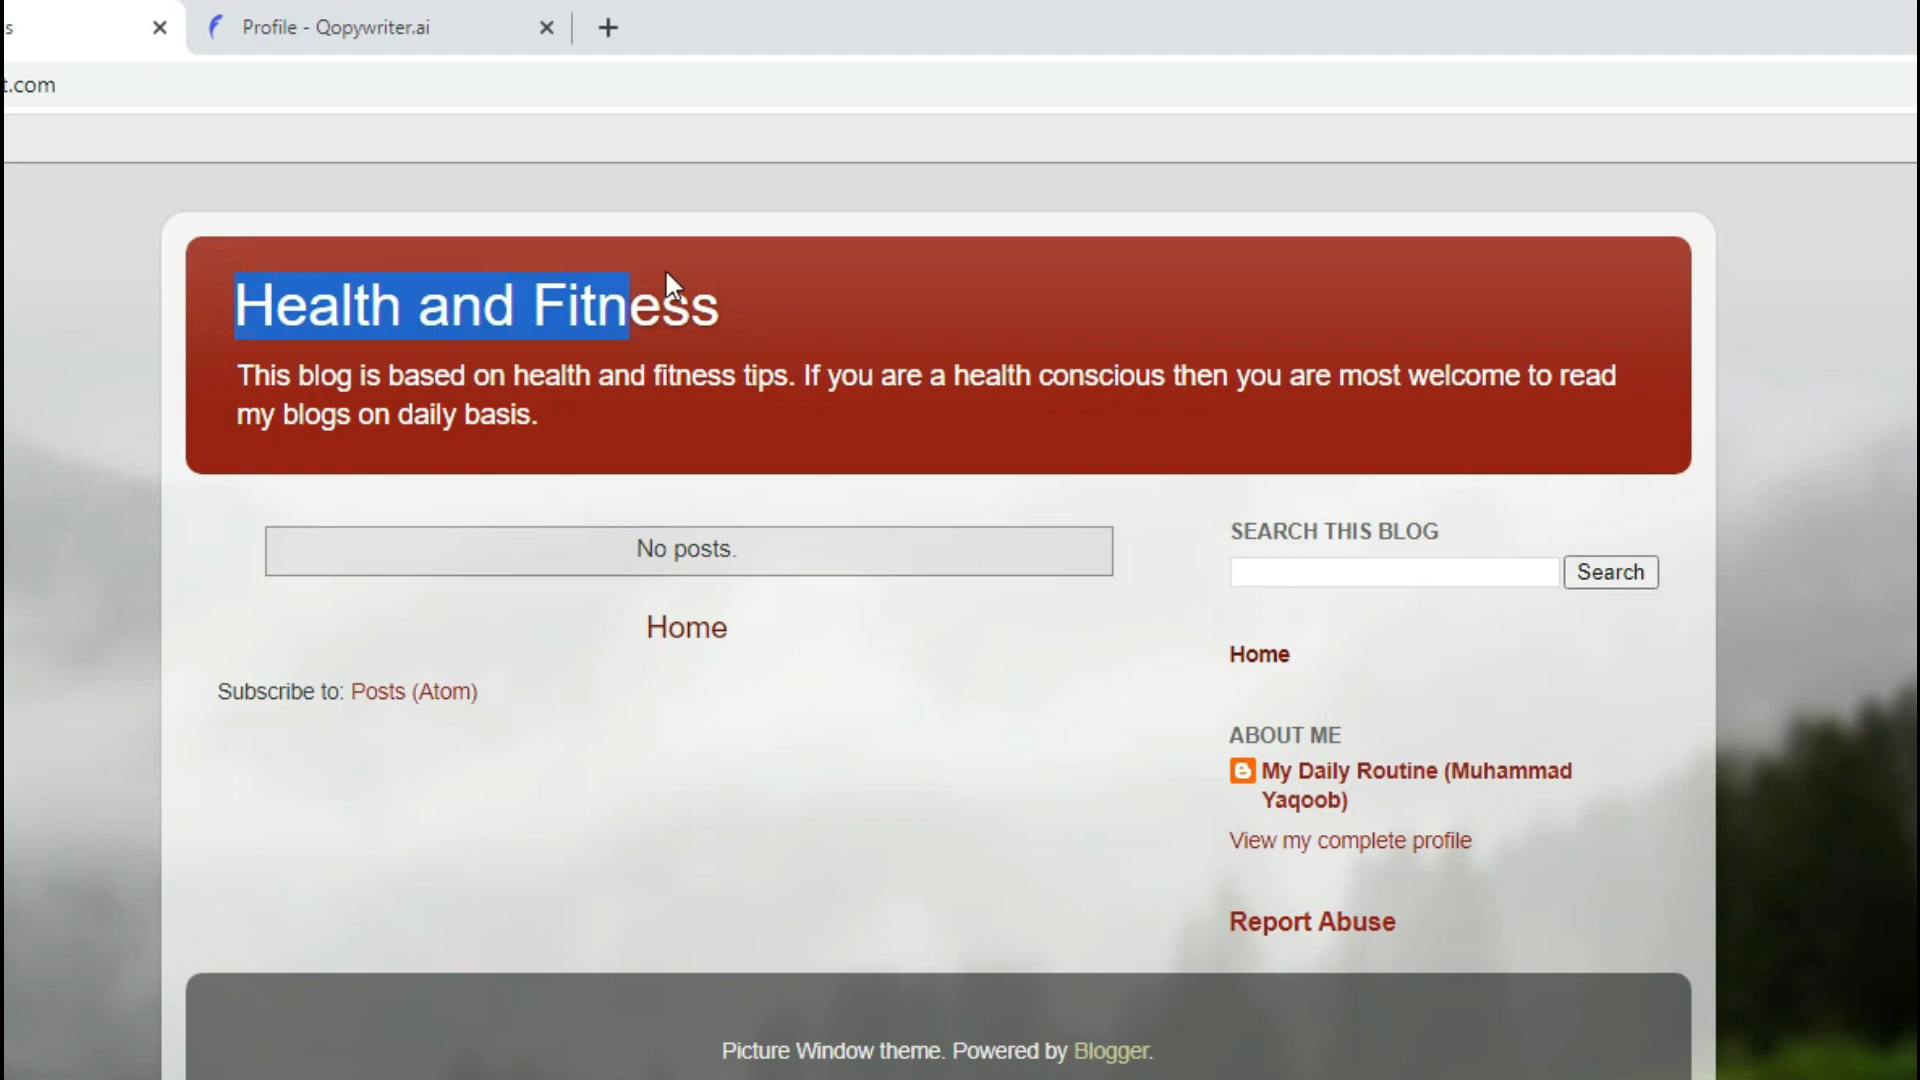 s
Profile - Qopywriter.ai
t.com
Health and Fitness
This blog is based on health and fitness tips. If you are a health conscious then you are most welcome to read
my blogs on daily basis.
No posts.
Home
Subscribe to: Posts (Atom)
SEARCH THIS BLOG
Search
Home
ABOUT ME
My Daily Routine (Muhammad
Yaqoob)
View my complete profile
Report Abuse
Picture Window theme. Powered by Blogger.